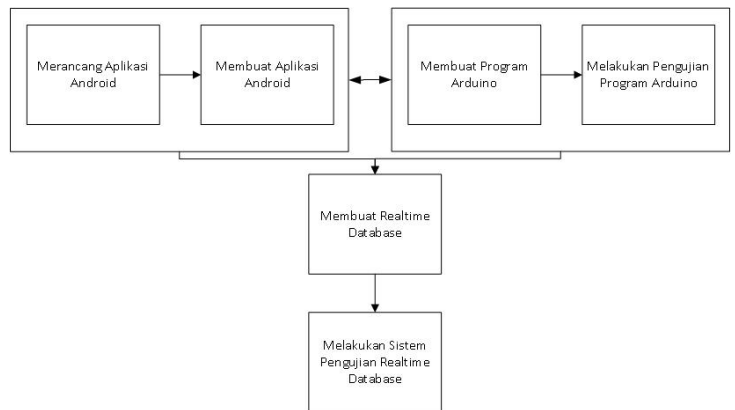 Merancang Aplikasi
Android
Membuat Aplikasi
Android
Membuat Program
Arduino
Melakukan Pengujian
Program Arduino
Membuat Realtime
Database
Melakukan Sistem
Pengujian Realtime
Database